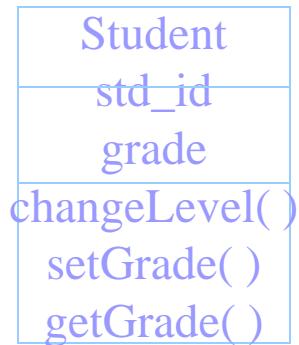 Student
std_id
grade
changeLevel( )
setGrade( )
getGrade( )